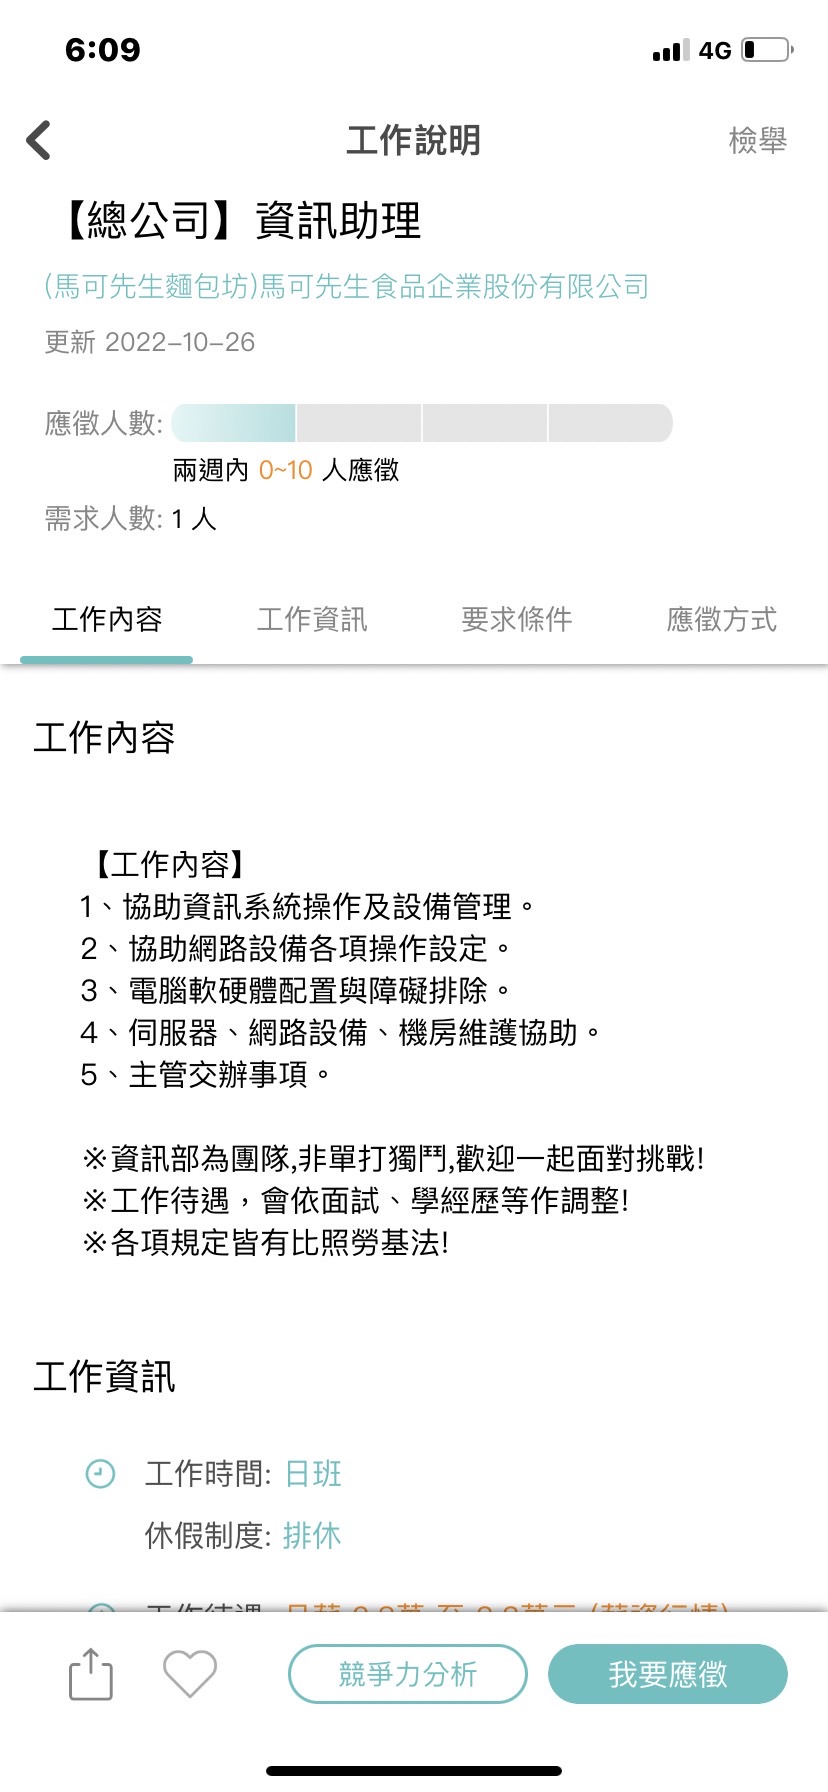 6:09
4G
工作說明
檢舉
【總公司】資訊助理
(馬可先生麵包坊)馬可先生食品企業股份有限公司
更新 2022-10-26
應徵人數:
兩週內 0~10 人應徵
需求人數: 1 人
工作內容 工作資訊 要求條件 應徵方式
工作內容
【工作內容】
1、協助資訊系統操作及設備管理。
2、協助網路設備各項操作設定。
3、電腦軟硬體配置與障礙排除。
4、伺服器、網路設備、機房維護協助。
5、主管交辦事項。
※資訊部為團隊,非單打獨鬥,歡迎一起面對挑戰!
※工作待遇，會依面試、學經歷等作調整!
※各項規定皆有比照勞基法!
工作資訊
工作時間: 日班
休假制度: 排休
競爭力分析
我要應徵